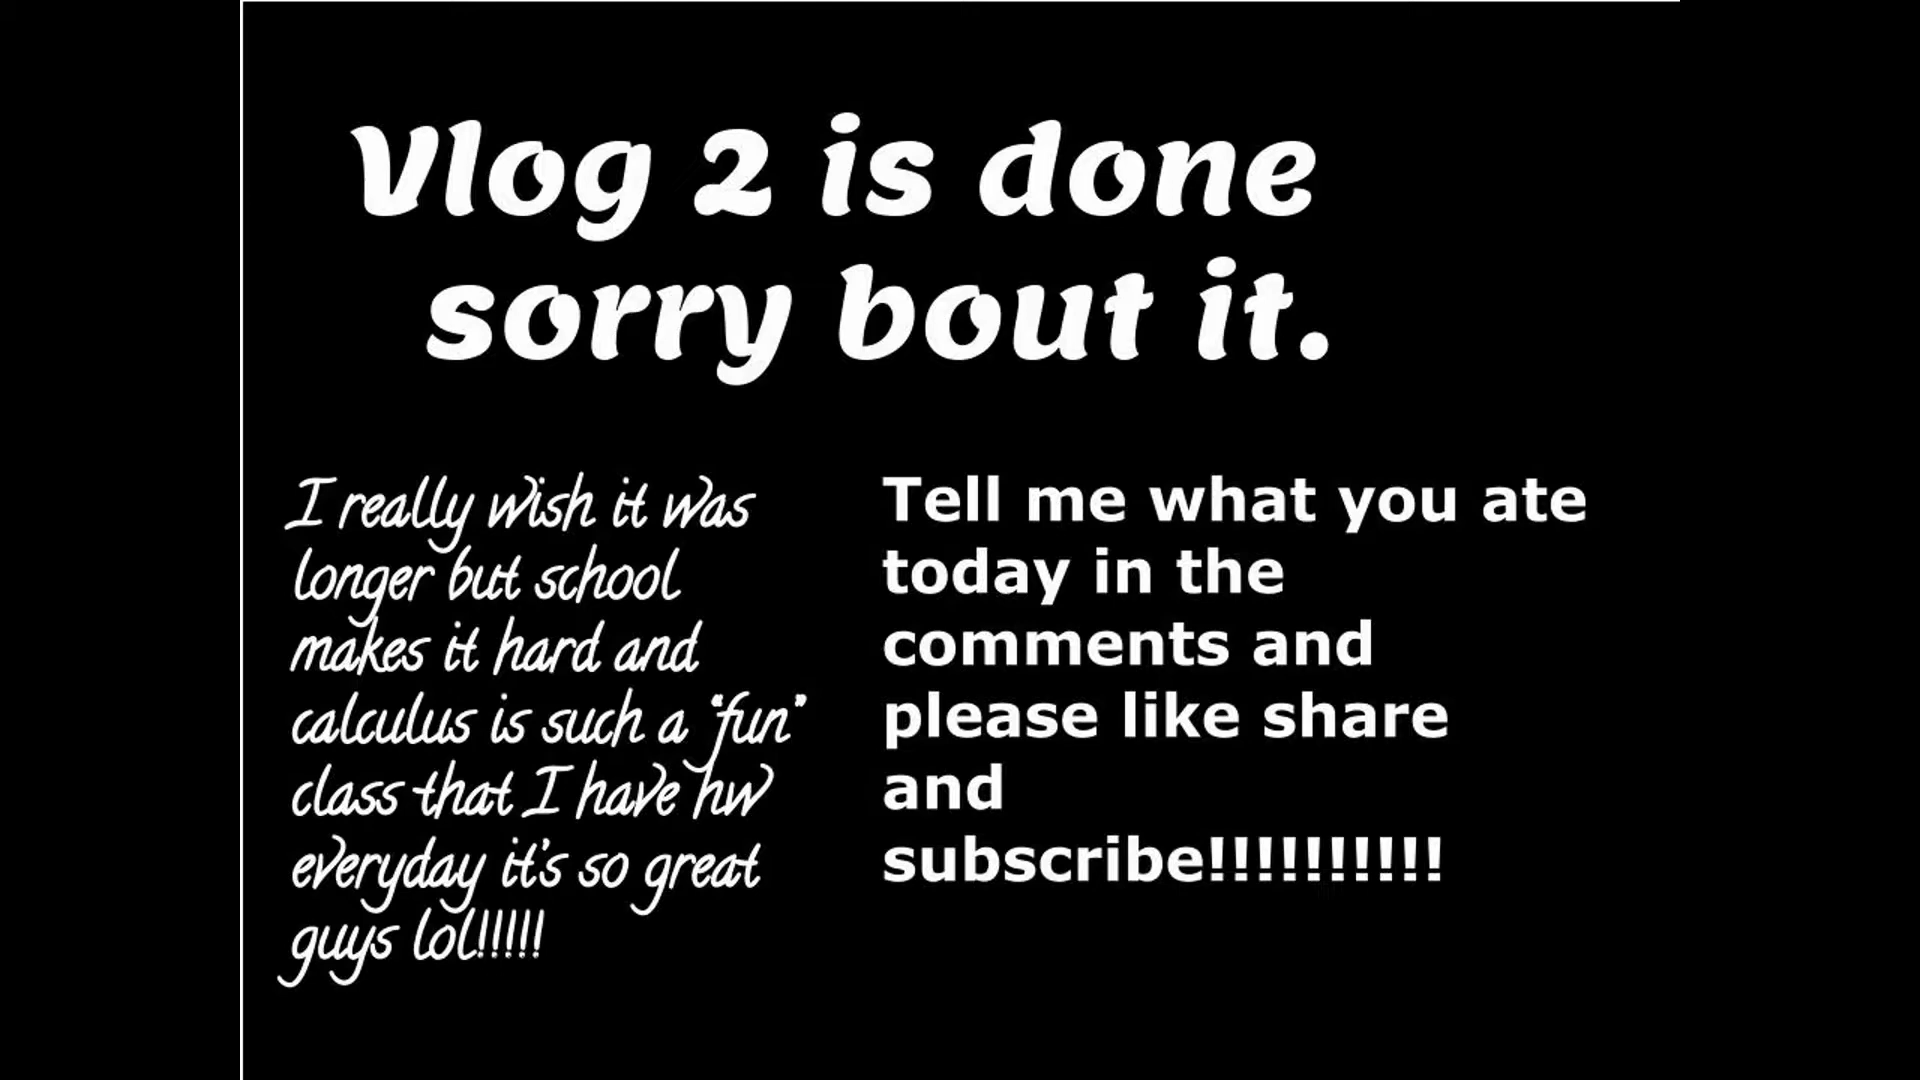 Vlog 2 is done
sorry bout it.
I really wish it was
longer but school
makes it hard and
calculus is such a "fun"
class that I have hw
everyday it's so great
guys lol!!!!!
Tell me what you ate
today in the
comments and
please like share
and
subscribe!!!!!!!!!!